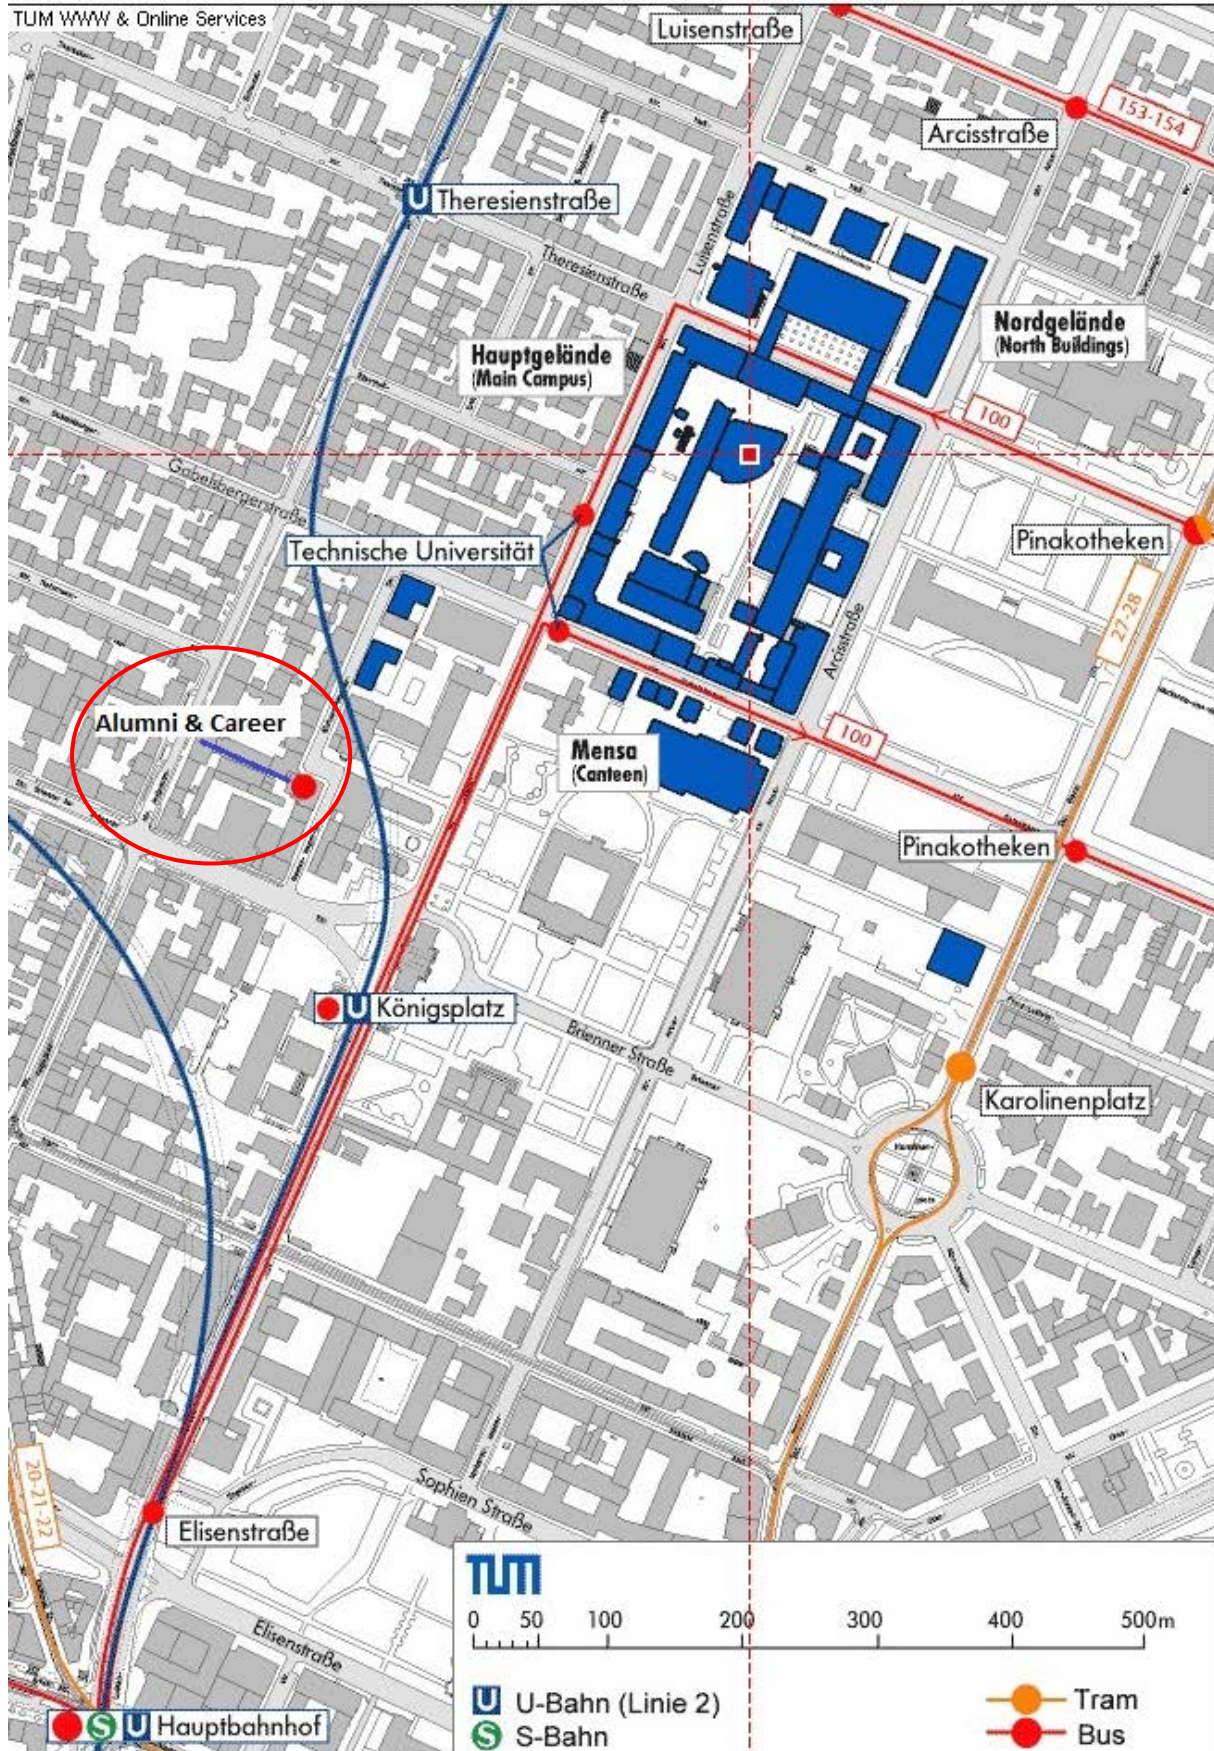 TUM WWW & Online Services
Luisenstraße
153-154
Arcisstraße
Theresienstraße
U Theresienstraße
Luisenstraße
Nordgelände
(North Buildings)
Hauptgelände
(Main Campus)
100
Gabelsbergerstraße
Technische Universität
Pinakotheken
27-28
Arcisstraße
Alumni & Career
Mensa
(Canteen)
100
Pinakotheken
U Königsplatz
Brienner Straße
Karolinenplatz
20-21-22
Sophien Straße
Elisenstraße
Elisenstraße
TUM
0 50 100 200 300 400 500m
U U-Bahn (Linie 2)
Tram
S S-Bahn
Bus
S U Hauptbahnhof